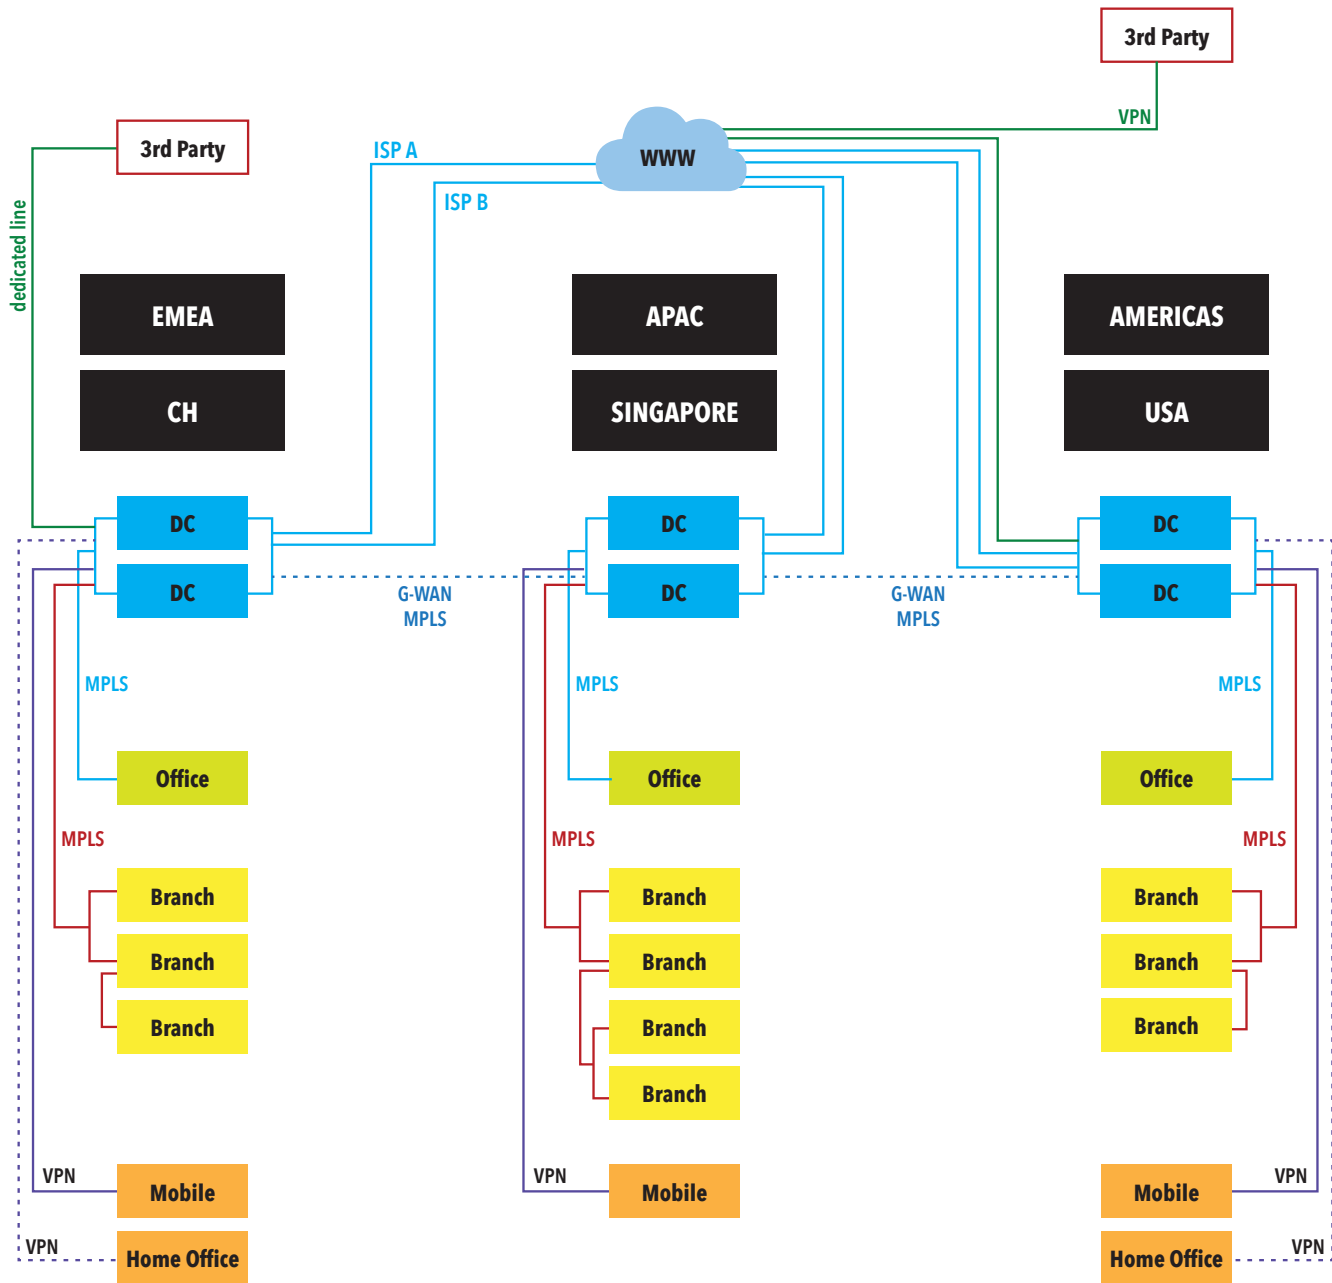 3rd Party
VPN
3rd Party
ISP A
WWW
ISP B
dedicated line
EMEA
APAC
AMERICAS
CH
SINGAPORE
USA
DC
DC
DC
DC
DC
DC
G-WAN
MPLS
G-WAN
MPLS
MPLS
MPLS
MPLS
Office
Office
Office
MPLS
MPLS
MPLS
Branch
Branch
Branch
Branch
Branch
Branch
Branch
Branch
Branch
Branch
VPN
Mobile
VPN
Mobile
Mobile
VPN
VPN
Home Office
Home Office
VPN